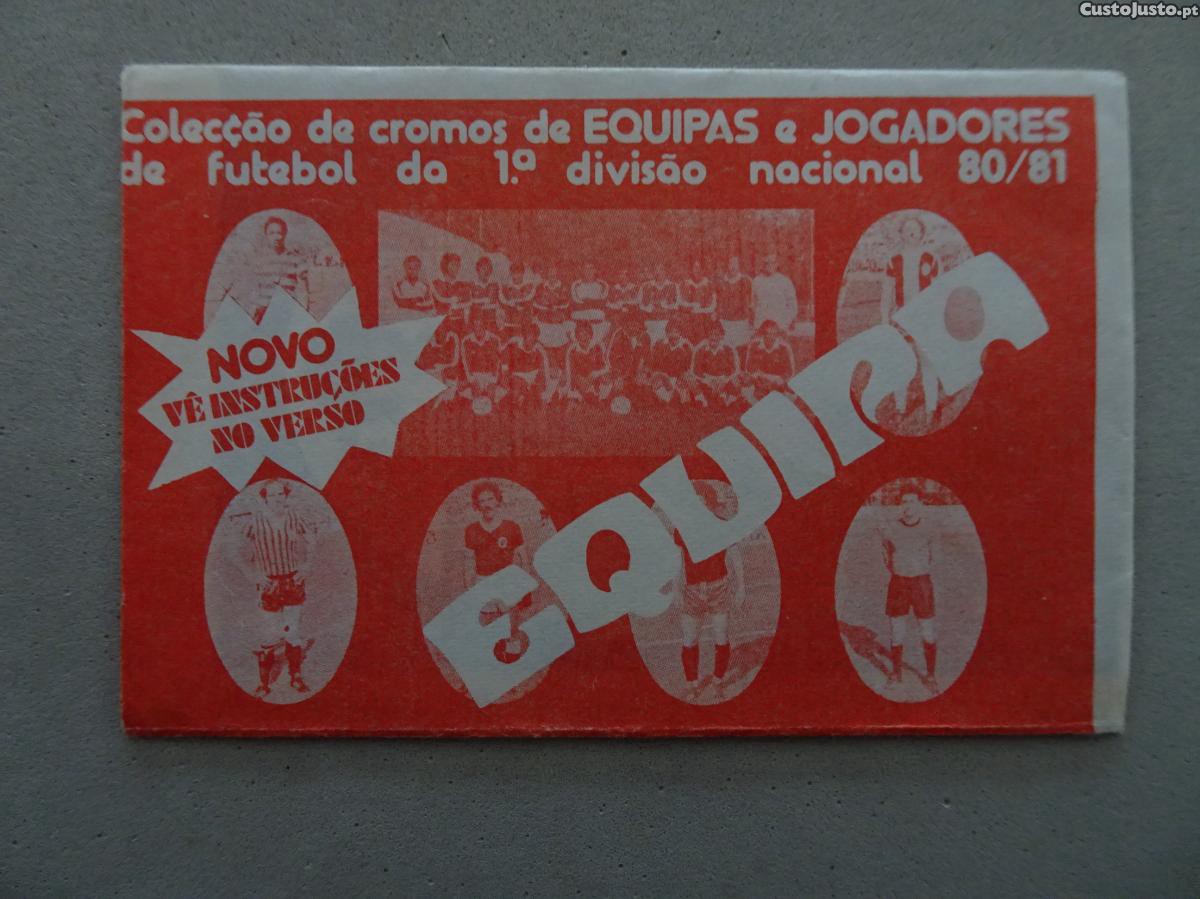 CustoJusto.pt
Colecção de cromos de EQUIPAS e JOGADORES
de futebol da 1.ª divisão nacional 80/81
NOVO
VÊ INSTRUÇÕES
NO VERSO
EQUIPA